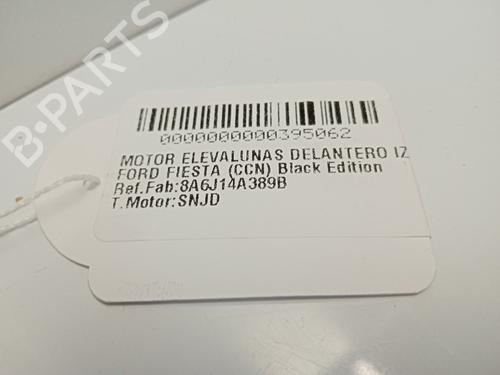 B-PARTS
0000000000395062
MOTOR ELEVALUNAS DELANTERO IZ
FORD FIESTA (CCN) Black Edition
Ref.Fab:8A6J14A389B
T.Motor:SNJD